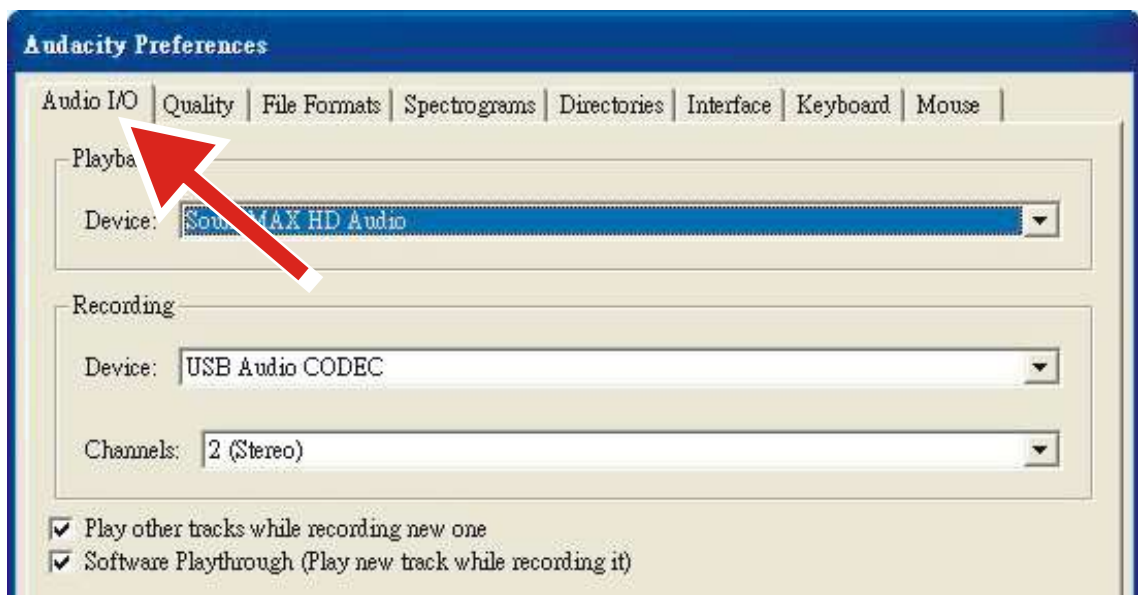 Audacity Preferences
Audio I/O Quality File Formats Spectrograms Directories Interface Keyboard Mouse
Device: HD Audio
Recording
Device: USB Audio CODEC
Channels: 2 (Stereo)
Play other tracks while recording new one
Software Playthrough (Play new track while recording it)